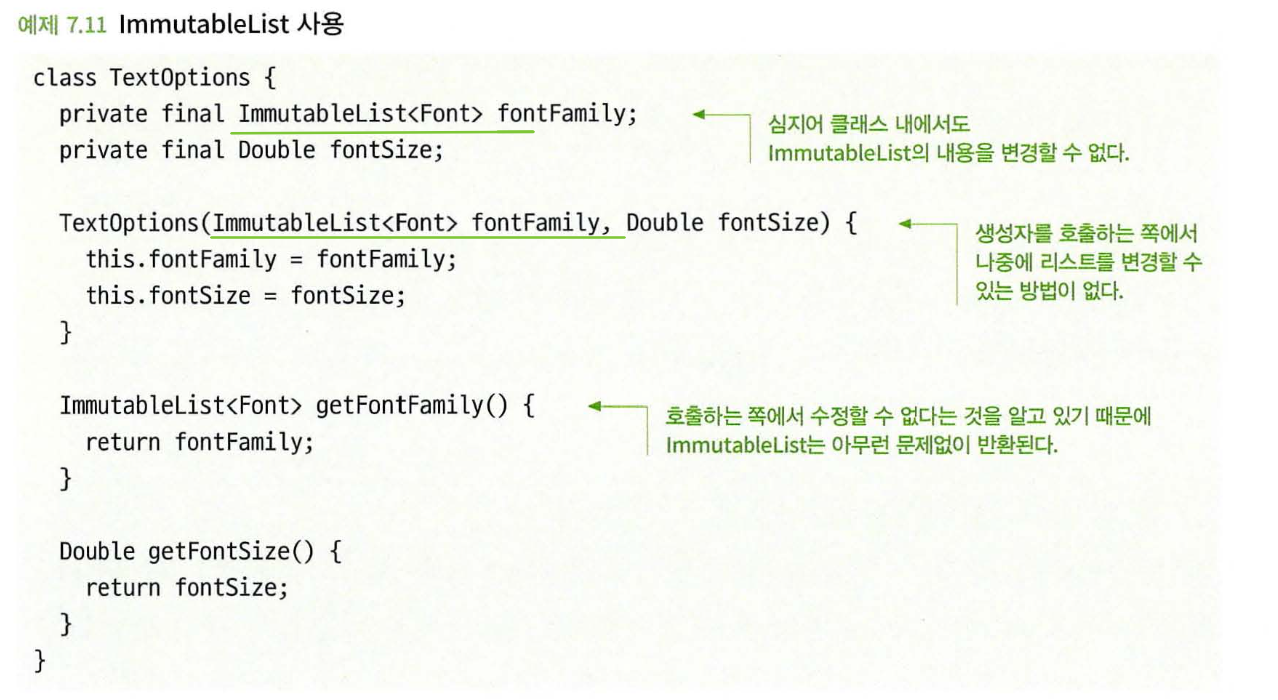 예제 7.11 ImmutableList 사용
class TextOptions {
private final ImmutableList<Font> fontFamily;
심지어 클래스 내에서도
ImmutableList의 내용을 변경할 수 없다.
private final Double fontSize;
TextOptions(ImmutableList<Font> fontFamily, Double fontSize) {
생성자를 호출하는 쪽에서
나중에 리스트를 변경할 수
있는 방법이 없다.
this.fontFamily = fontFamily;
this.fontSize = fontSize;
}
ImmutableList<Font> getFontFamily() {
호출하는 쪽에서 수정할 수 없다는 것을 알고 있기 때문에
ImmutableList는 아무런 문제없이 반환된다.
return fontFamily;
}
Double getFontSize() {
return fontSize;
}
}